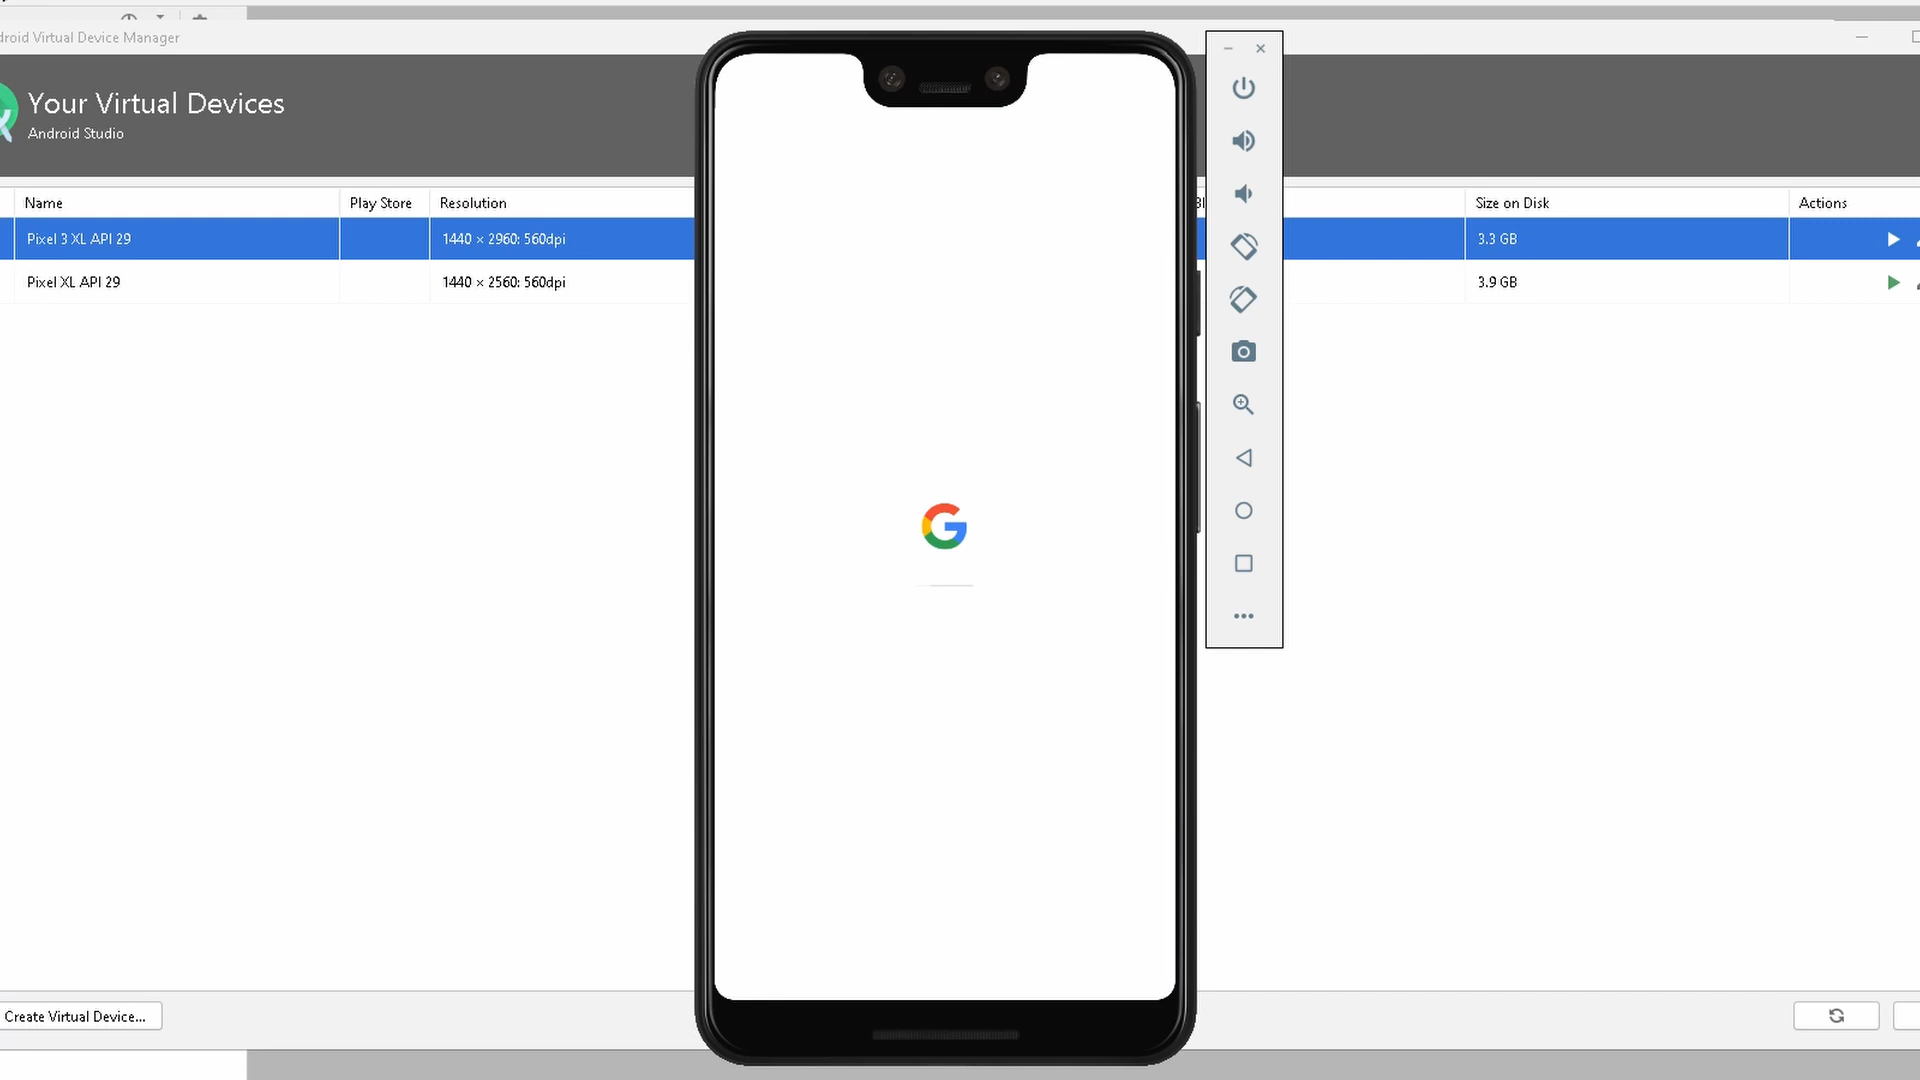 droid Virtual Device Manager
Your Virtual Devices
Android Studio
Name Play Store Resolution Size on Disk Actions
Pixel 3 XL API 29 1440 × 2960: 560dpi 3.3 GB
Pixel XL API 29 1440 × 2560: 560dpi 3.9 GB
Create Virtual Device...